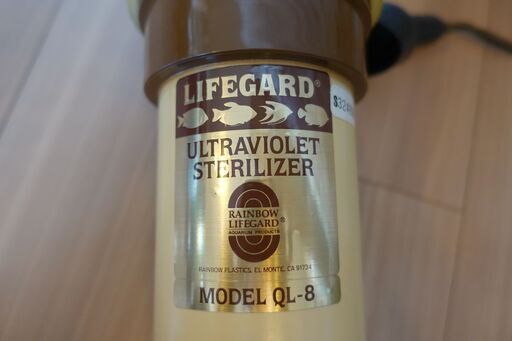 LIFEGARD®
ULTRAVIOLET
STERILIZER
RAINBOW
LIFEGARD®
AQUARIUM PRODUCTS
RAINBOW PLASTICS, EL MONTE, CA 91734
MODEL QL-8